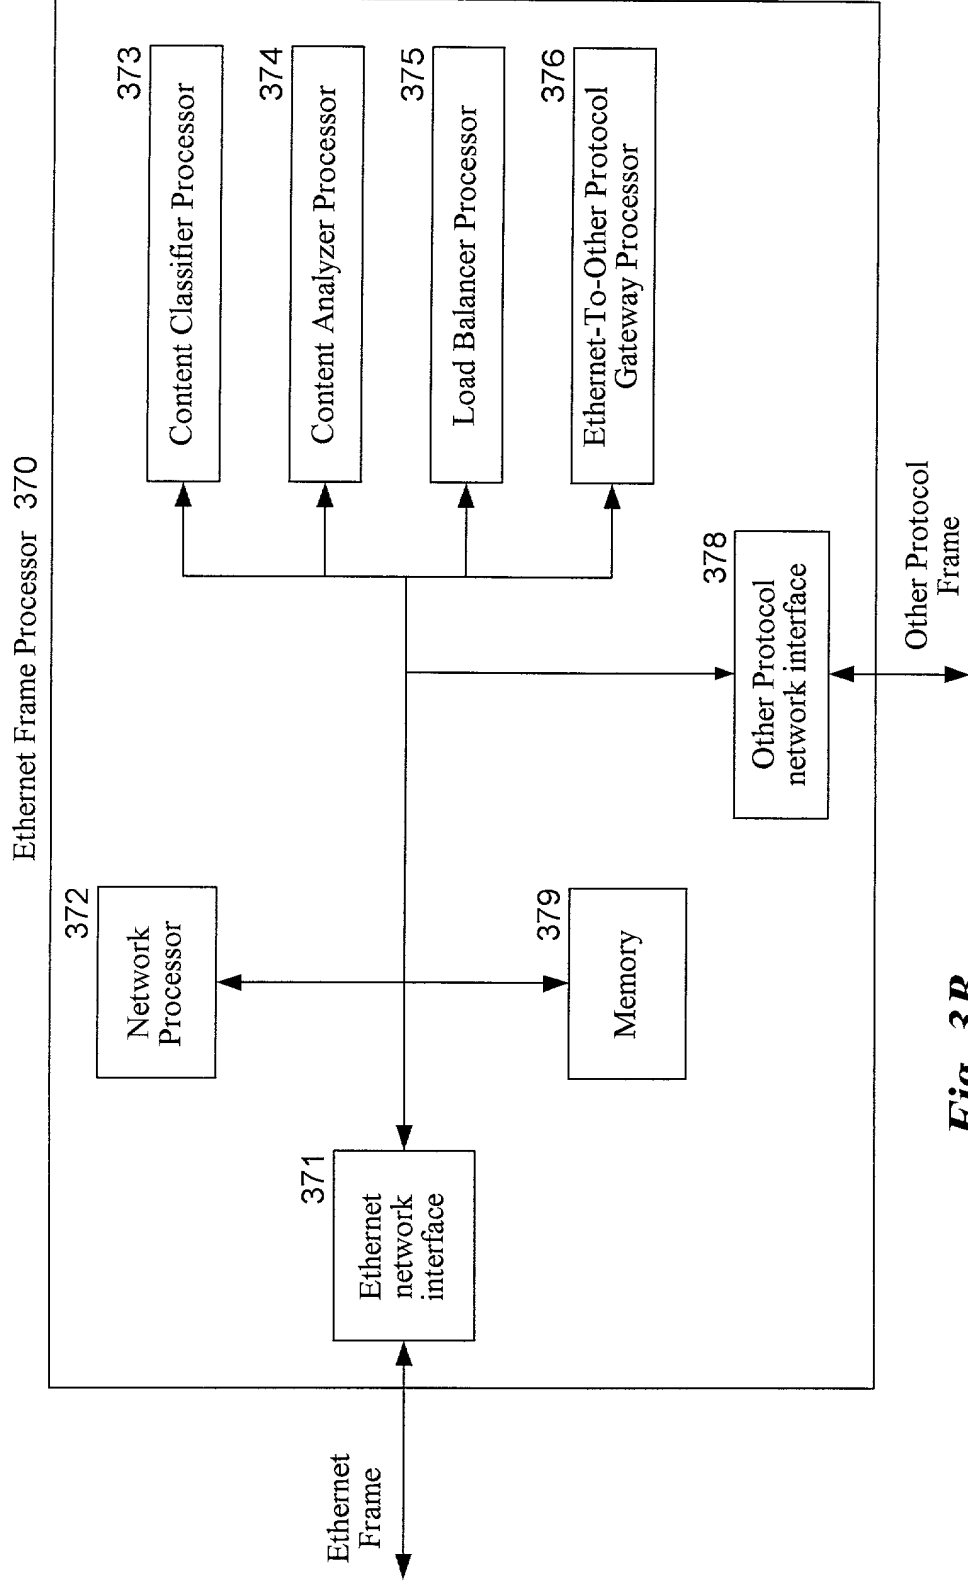 Ethernet Frame Processor 370
372
Network
Processor
373
Content Classifier Processor
374
Content Analyzer Processor
375
Load Balancer Processor
376
Ethernet-To-Other Protocol
Gateway Processor
371
Ethernet
network
interface
Ethernet
Frame
379
Memory
378
Other Protocol
network interface
Other Protocol
Frame
Fig. 3B